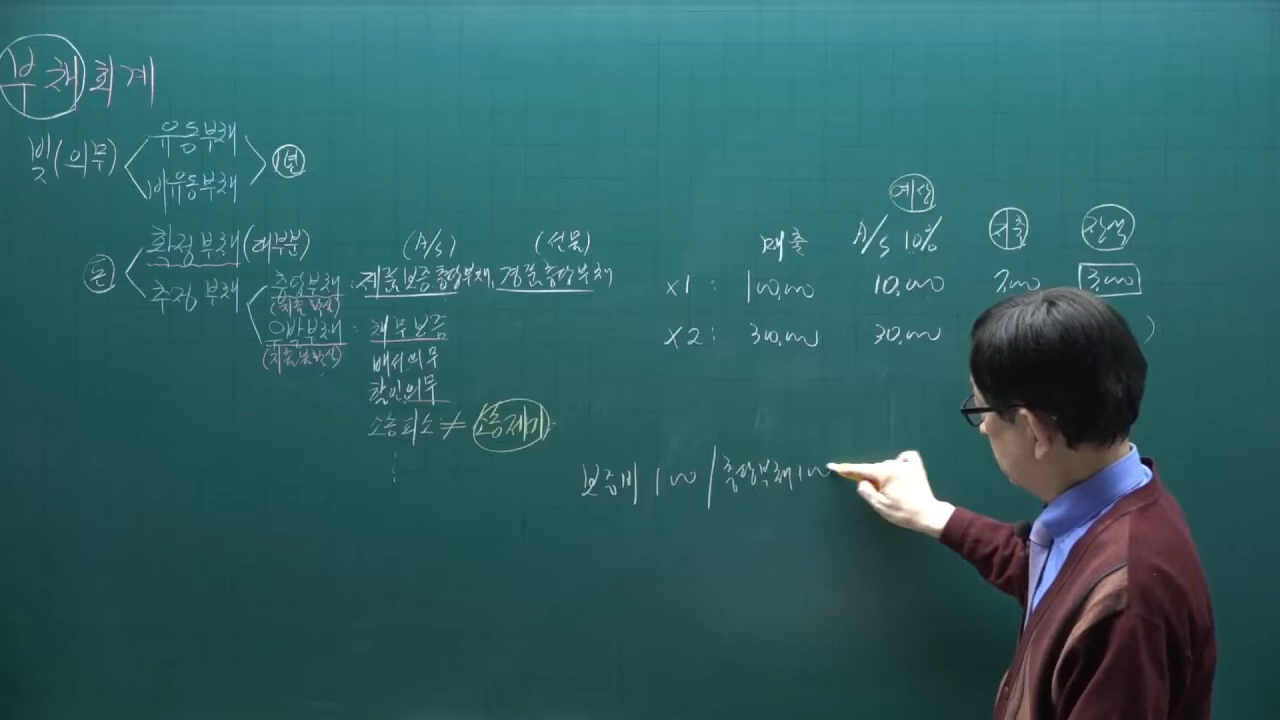 부채회계
빚(의무)
유동부채
비유동부채
1년
돈
확정부채(대부분)
추정부채
충당부채 :
(지출 확실)
우발부채 :
(지출 불확실)
(A/S)
(선물)
제품보증충당부채, 경품충당부채
채무보증
배서의무
할인의무
소송피소 ≠ 소송제기
⋮
예상
매출 A/S 10% 지출 잔액
x1 : 100,000 10,000 000 3,000
x2 : 300,000 30,000 )
보증비 100 / 충당부채 100